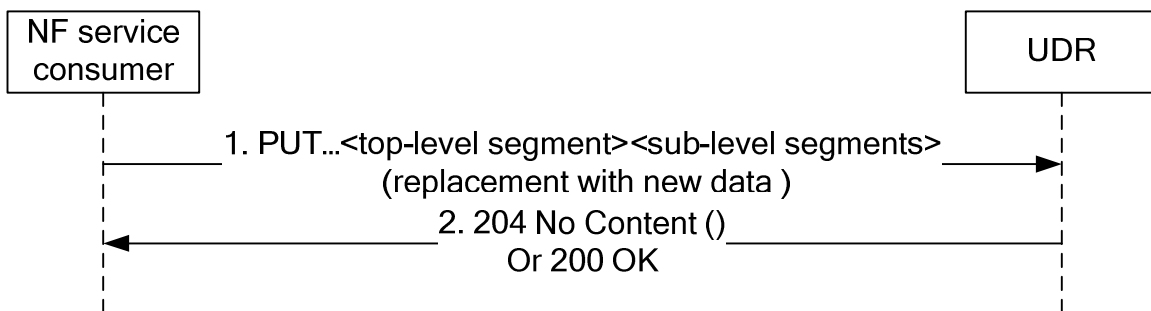 NF service
consumer
UDR
1. PUT...<top-level segment><sub-level segments>
(replacement with new data )
2. 204 No Content ()
Or 200 OK